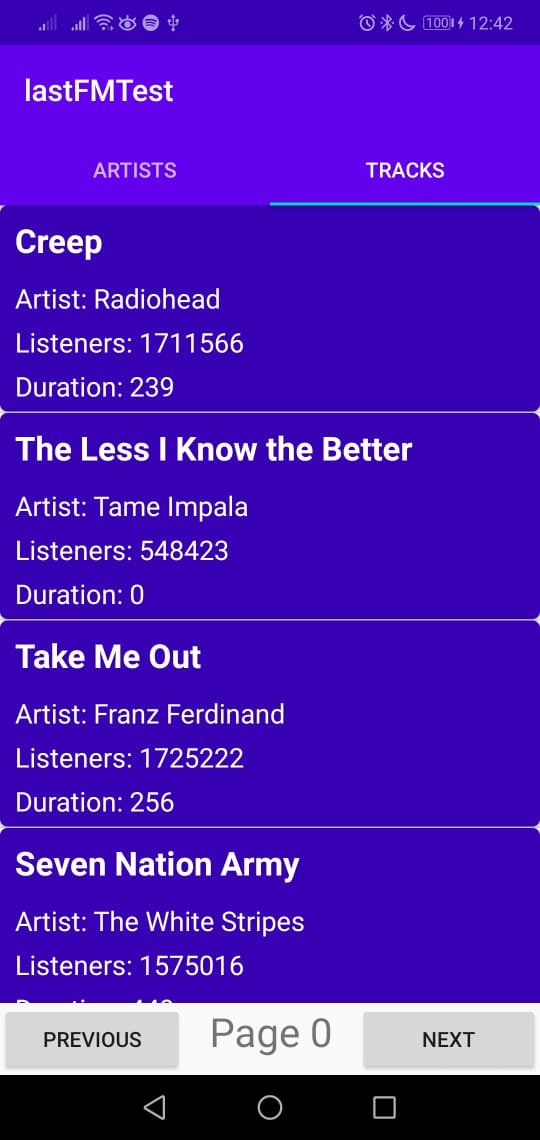 100 12:42
lastFMTest
ARTISTS TRACKS
Creep
Artist: Radiohead
Listeners: 1711566
Duration: 239
The Less I Know the Better
Artist: Tame Impala
Listeners: 548423
Duration: 0
Take Me Out
Artist: Franz Ferdinand
Listeners: 1725222
Duration: 256
Seven Nation Army
Artist: The White Stripes
Listeners: 1575016
PREVIOUS Page 0 NEXT